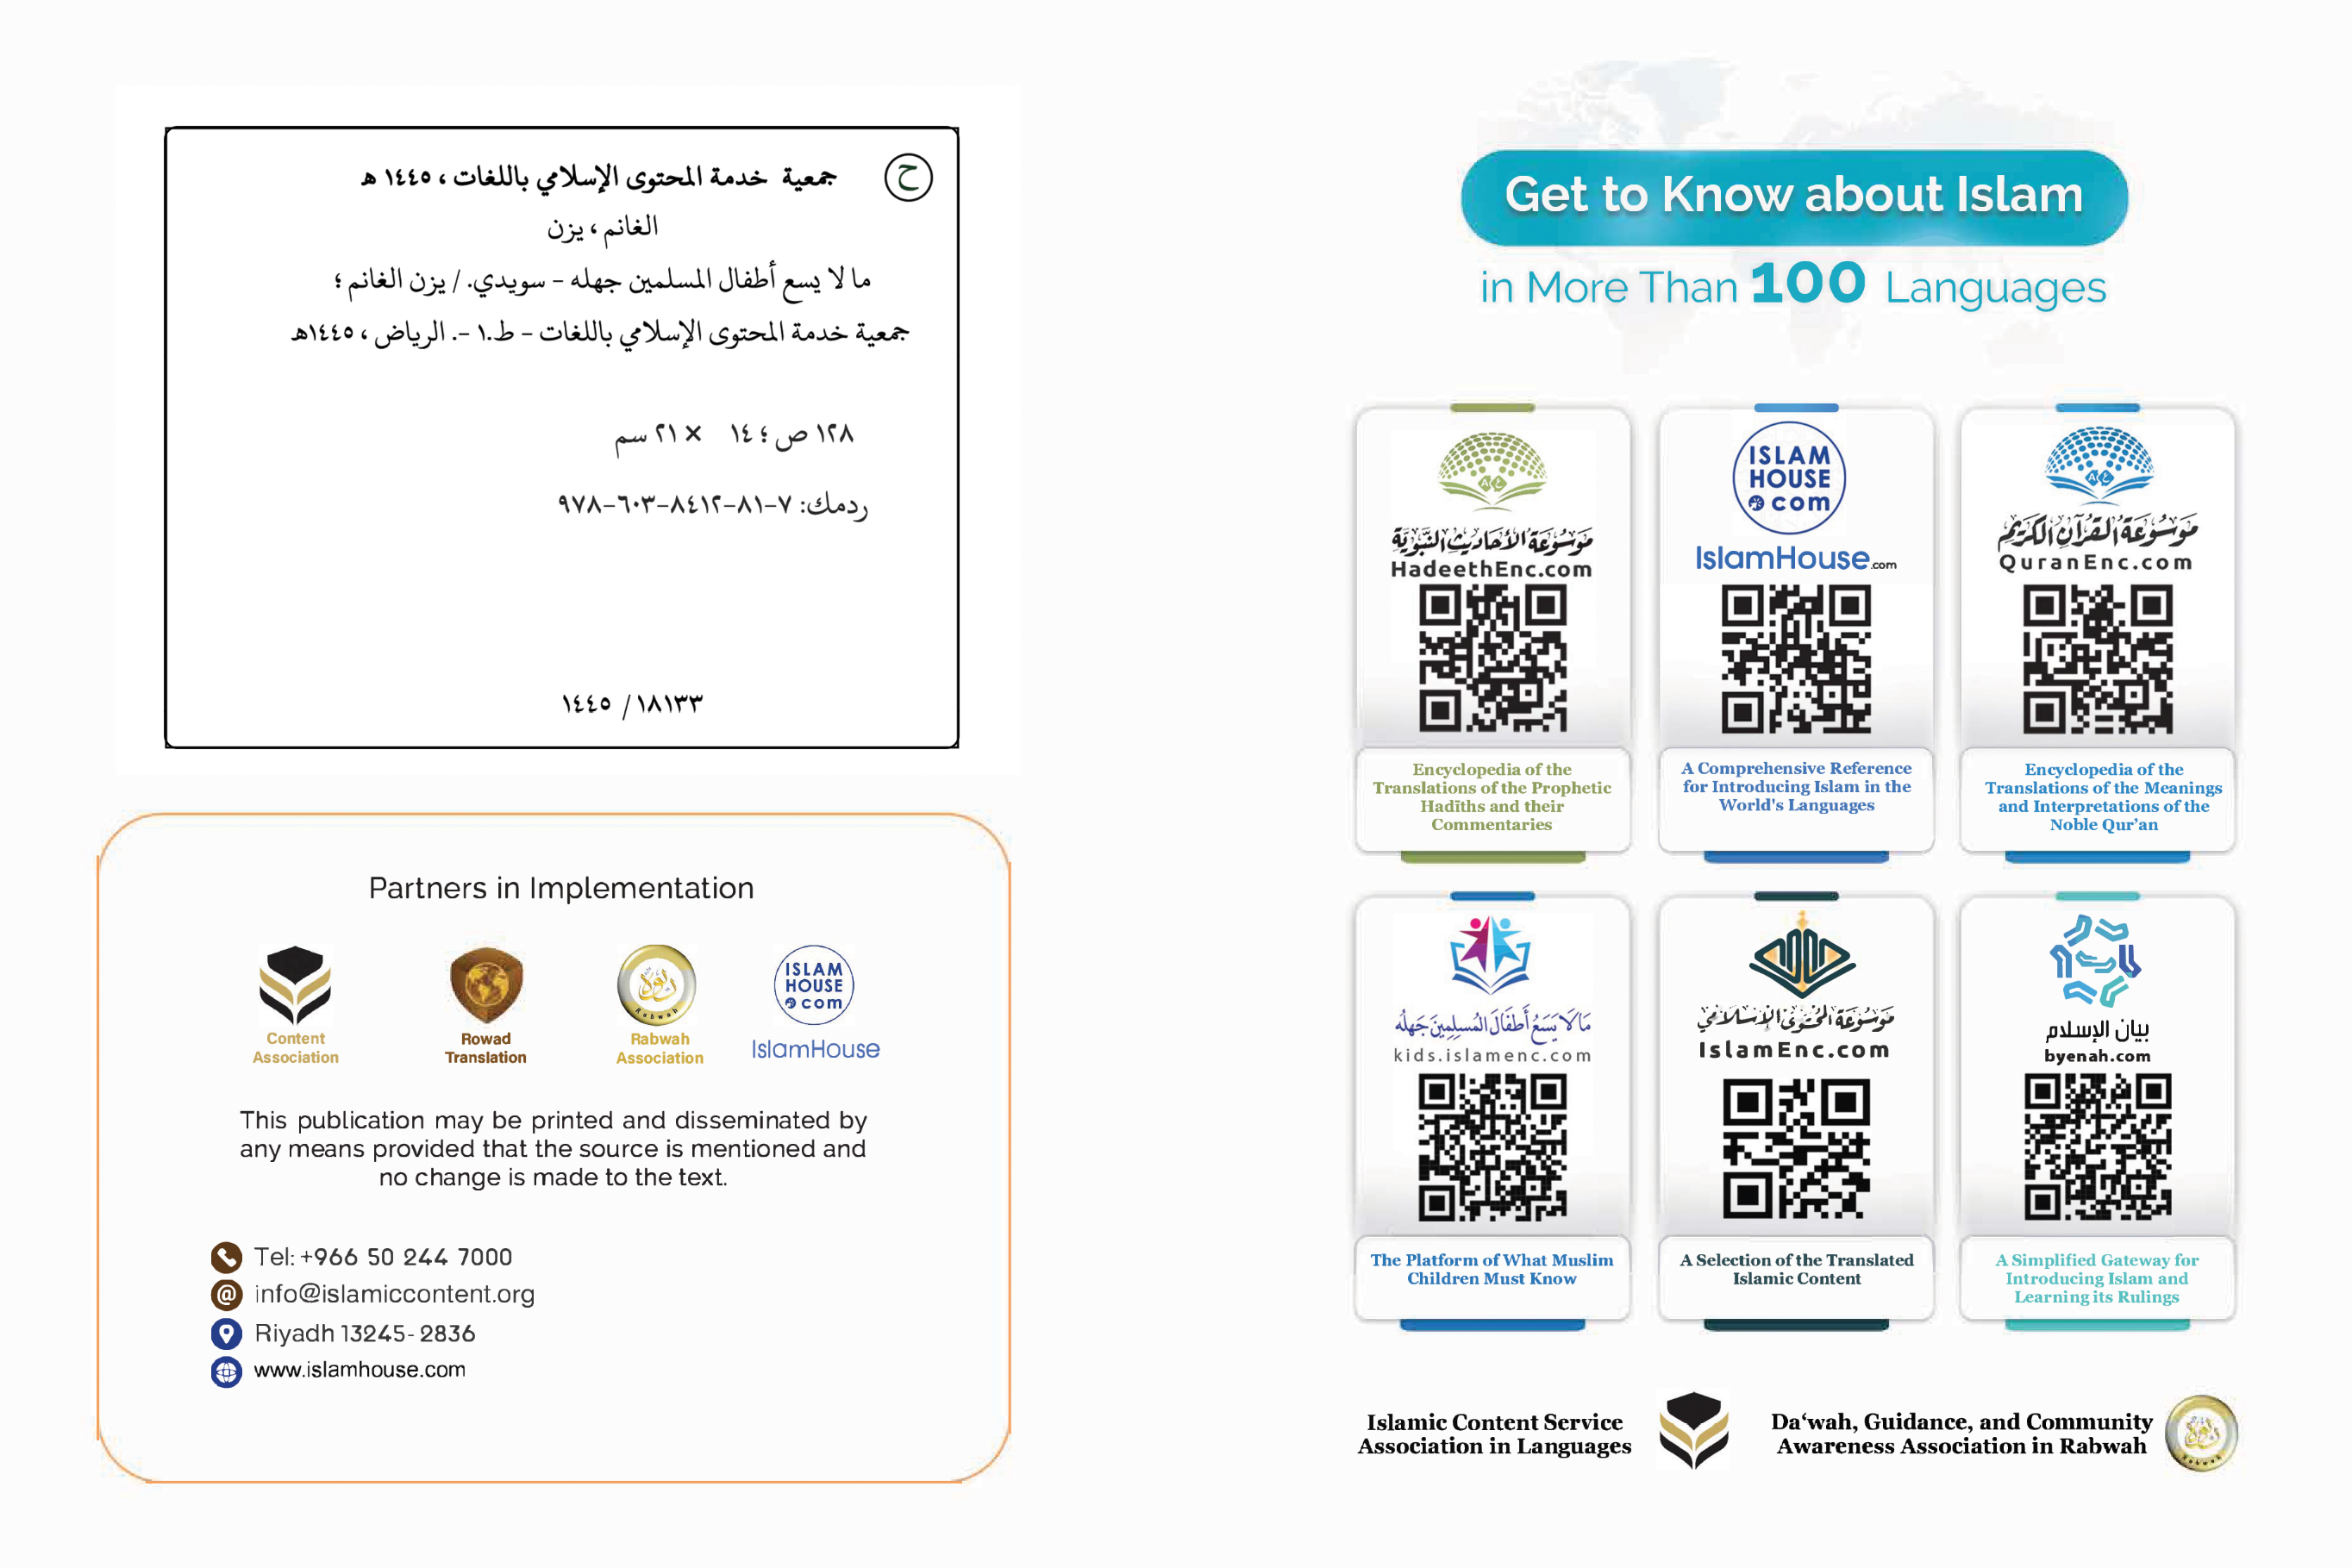 ح
جمعية خدمة المحتوى الإسلامي باللغات ، ١٤٤٥ هـ
الغانم ، يزن
ما لا يسع أطفال المسلمين جهله - سويدي. / يزن الغانم ؛
جمعية خدمة المحتوى الإسلامي باللغات - ط.١ -. الرياض ، ١٤٤٥هـ
١٢٨ ص ؛ ١٤ × ٢١ سم
ردمك: ٧-٨١-٨٤١٢-٦٠٣-٩٧٨
١٨١٣٣ / ١٤٤٥
Partners in Implementation
Content
Association
Rowad
Translation
Rabwah
Rabwah
Association
ISLAM
HOUSE
com
IslamHouse
This publication may be printed and disseminated by
any means provided that the source is mentioned and
no change is made to the text.
Tel: +966 50 244 7000
info@islamiccontent.org
Riyadh 13245- 2836
www.islamhouse.com
Get to Know about Islam
in More Than 100 Languages
موسوعة الأحاديث النبوية
HadeethEnc.com
Encyclopedia of the
Translations of the Prophetic
Hadīths and their
Commentaries
ISLAM
HOUSE
com
IslamHouse.com
A Comprehensive Reference
for Introducing Islam in the
World's Languages
موسوعة القرآن الكريم
QuranEnc.com
Encyclopedia of the
Translations of the Meanings
and Interpretations of the
Noble Qur’an
مَا لَا يَسَعُ أَطْفَالَ المُسلِمِينَ جَهلُه
kids.islamenc.com
The Platform of What Muslim
Children Must Know
موسوعة المحتوى الإسلامي
IslamEnc.com
A Selection of the Translated
Islamic Content
بيان الإسلام
byenah.com
A Simplified Gateway for
Introducing Islam and
Learning its Rulings
Islamic Content Service
Association in Languages
Da‘wah, Guidance, and Community
Awareness Association in Rabwah
Rabwah